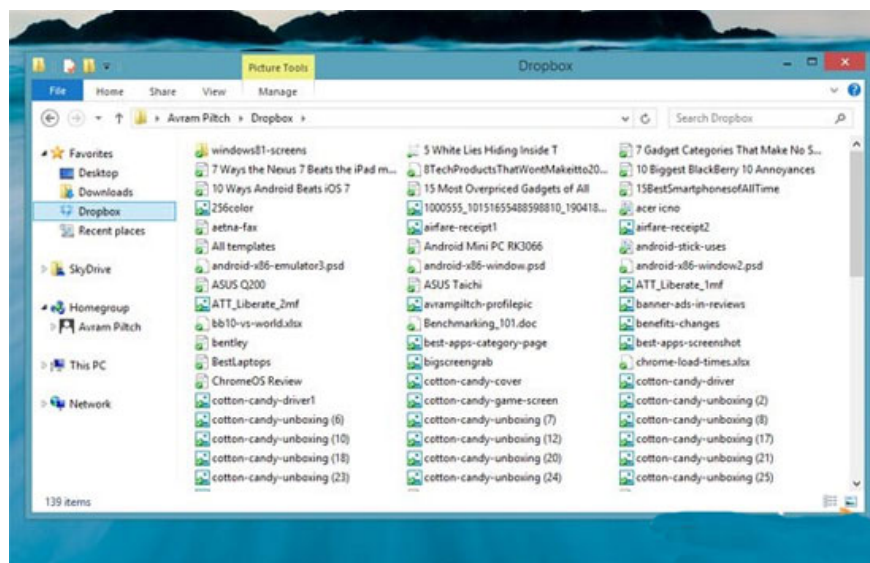 Picture Tools Dropbox
File Home Share View Manage
Avram Piltch Dropbox Search Dropbox
Favorites
Desktop
Downloads
Dropbox
Recent places
SkyDrive
Homegroup
Avram Piltch
This PC
Network
windows81-screens 5 White Lies Hiding Inside T 7 Gadget Categories That Make No S...
7 Ways the Nexus 7 Beats the iPad m... 8TechProductsThatWontMakeitto20... 10 Biggest BlackBerry 10 Annoyances
10 Ways Android Beats iOS 7 15 Most Overpriced Gadgets of All 15BestSmartphonesofAllTime
256color 1000555_10151655488598810_190418... acer icno
aetna-fax airfare-receipt1 airfare-receipt2
All templates Android Mini PC RK3066 android-stick-uses
android-x86-emulator3.psd android-x86-window.psd android-x86-window2.psd
ASUS Q200 ASUS Taichi ATT_Liberate_1mf
ATT_Liberate_2mf avrampiltch-profilepic banner-ads-in-reviews
bb10-vs-world.xlsx Benchmarking_101.doc benefits-changes
bentley best-apps-category-page best-apps-screenshot
BestLaptops bigscreengrab chrome-load-times.xlsx
ChromeOS Review cotton-candy-cover cotton-candy-driver
cotton-candy-driver1 cotton-candy-game-screen cotton-candy-unboxing (2)
cotton-candy-unboxing (6) cotton-candy-unboxing (7) cotton-candy-unboxing (8)
cotton-candy-unboxing (10) cotton-candy-unboxing (12) cotton-candy-unboxing (17)
cotton-candy-unboxing (18) cotton-candy-unboxing (20) cotton-candy-unboxing (21)
cotton-candy-unboxing (23) cotton-candy-unboxing (24) cotton-candy-unboxing (25)
139 items